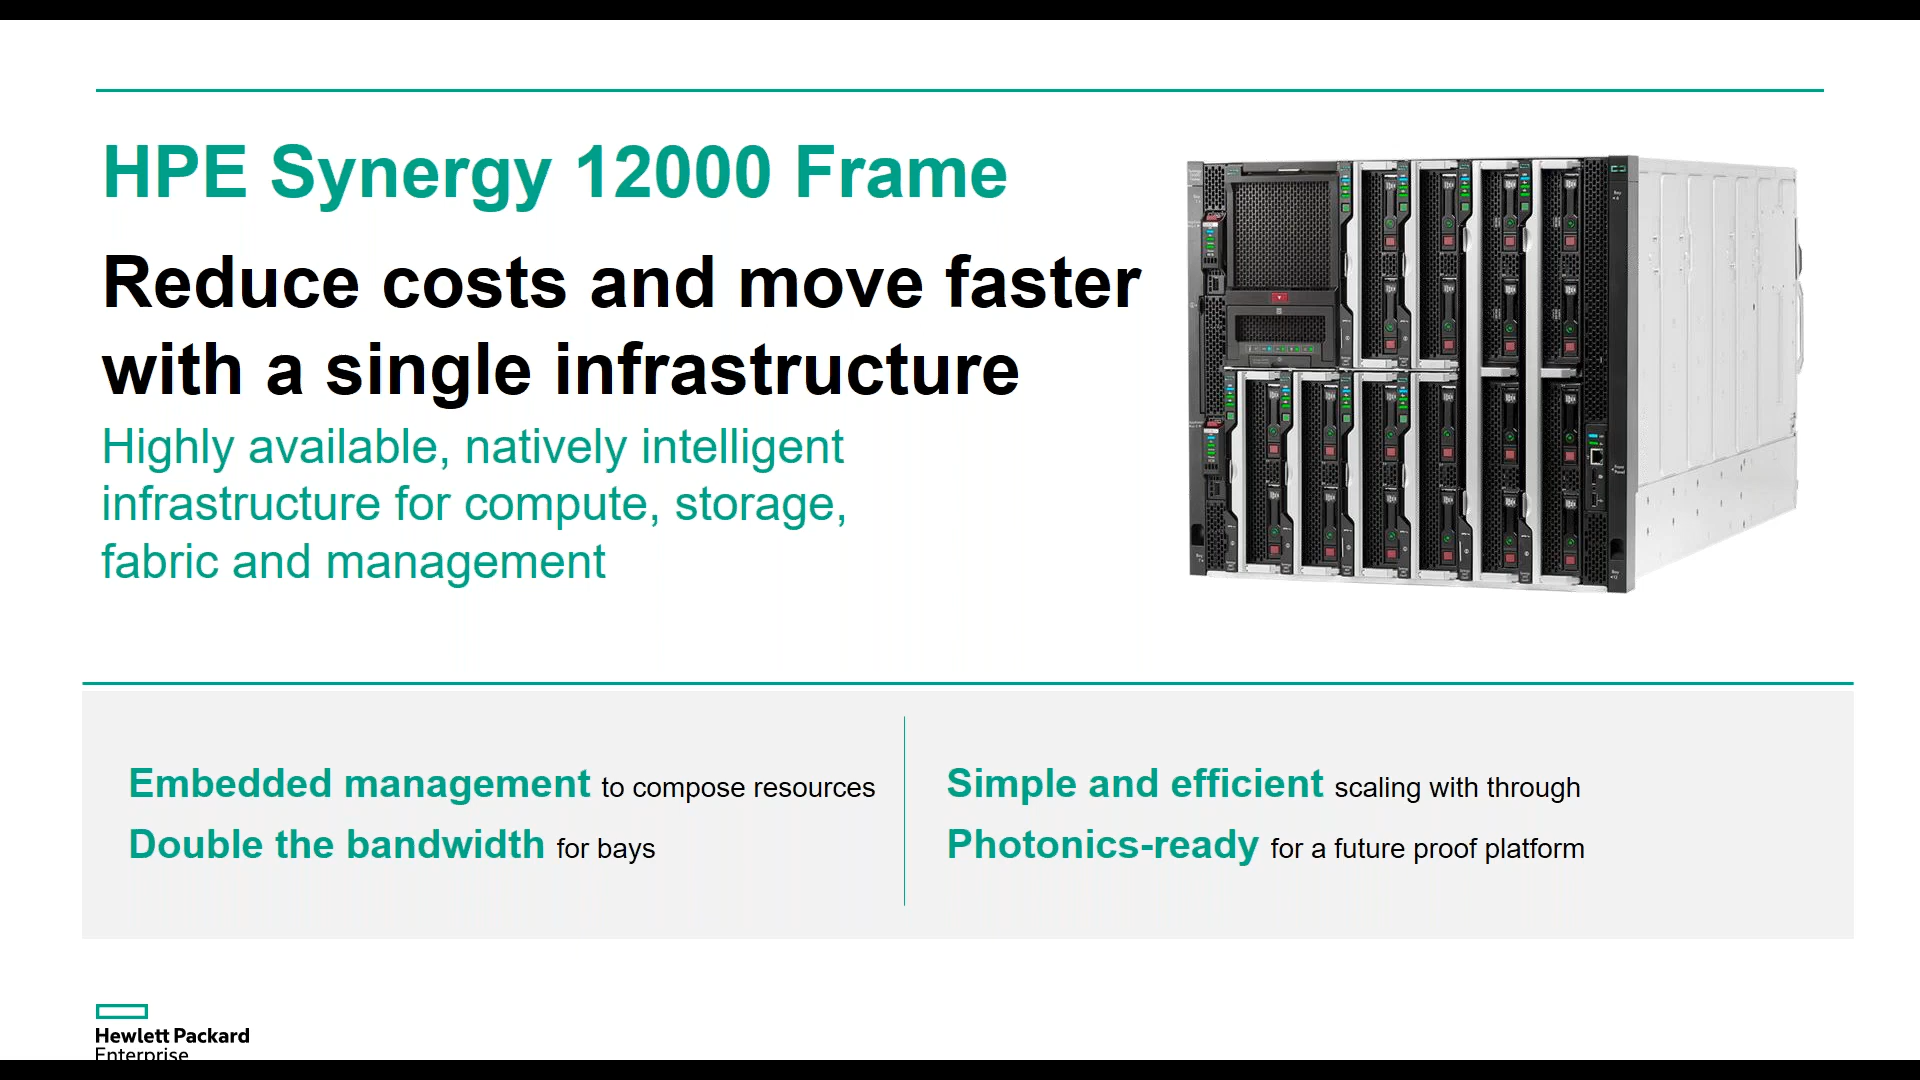 HPE Synergy 12000 Frame
Reduce costs and move faster
with a single infrastructure
Highly available, natively intelligent
infrastructure for compute, storage,
fabric and management
Embedded management to compose resources
Double the bandwidth for bays
Simple and efficient scaling with through
Photonics-ready for a future proof platform
Hewlett Packard
Enterprise